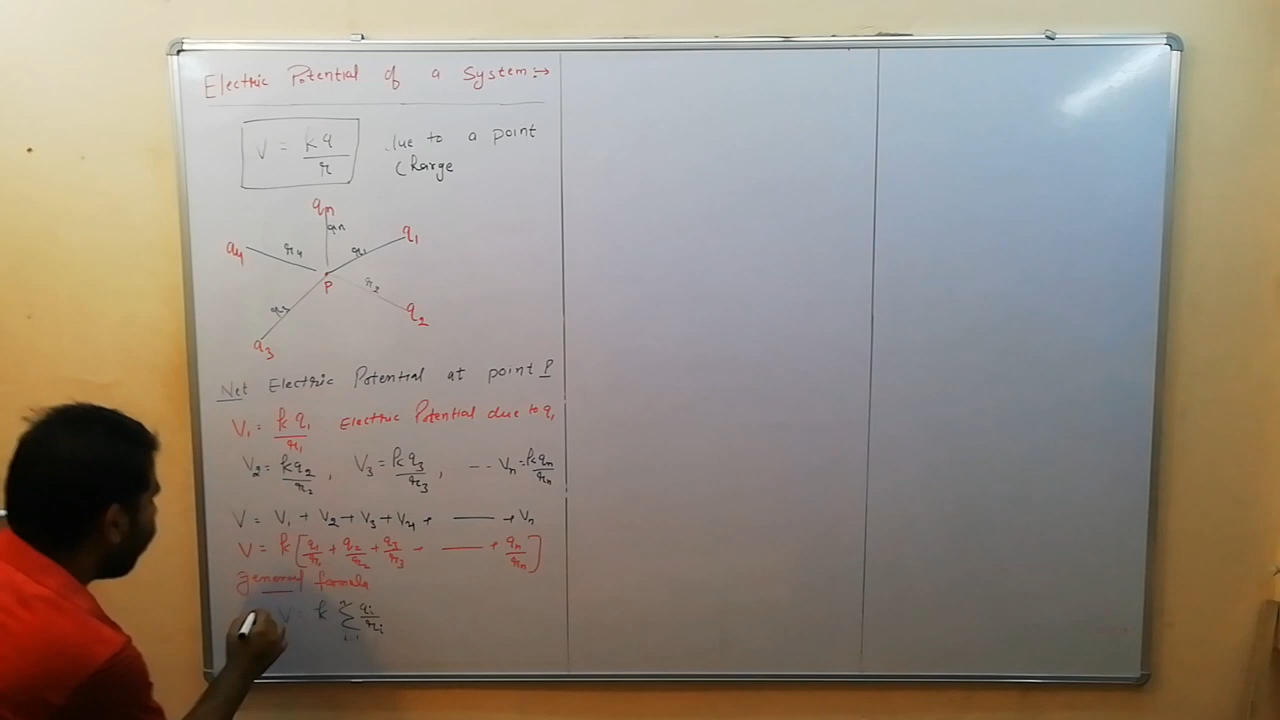 Electric Potential of a System:→
V = kq/r due to a point
charge
qn
rn
q1
r1
q4
r4
P
r2
q2
r3
q3
Net Electric Potential at point P
V1 = kq1/r1 Electric Potential due to q1
V2 = kq2/r2, V3 = kq3/r3, -- Vn = kqn/rn
V = V1 + V2 + V3 + V4 + —— + Vn
V = k[q1/r1 + q2/r2 + q3/r3 + —— + qn/rn]
general formula
V = k Σ(i=1 to n) qi/ri